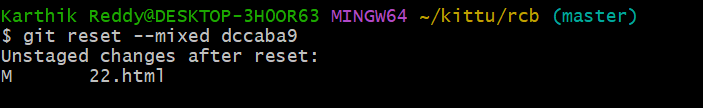 Karthik Reddy@DESKTOP-3HOOR63 MINGW64 ~/kittu/rcb (master)
$ git reset --mixed dccaba9
Unstaged changes after reset:
M       22.html